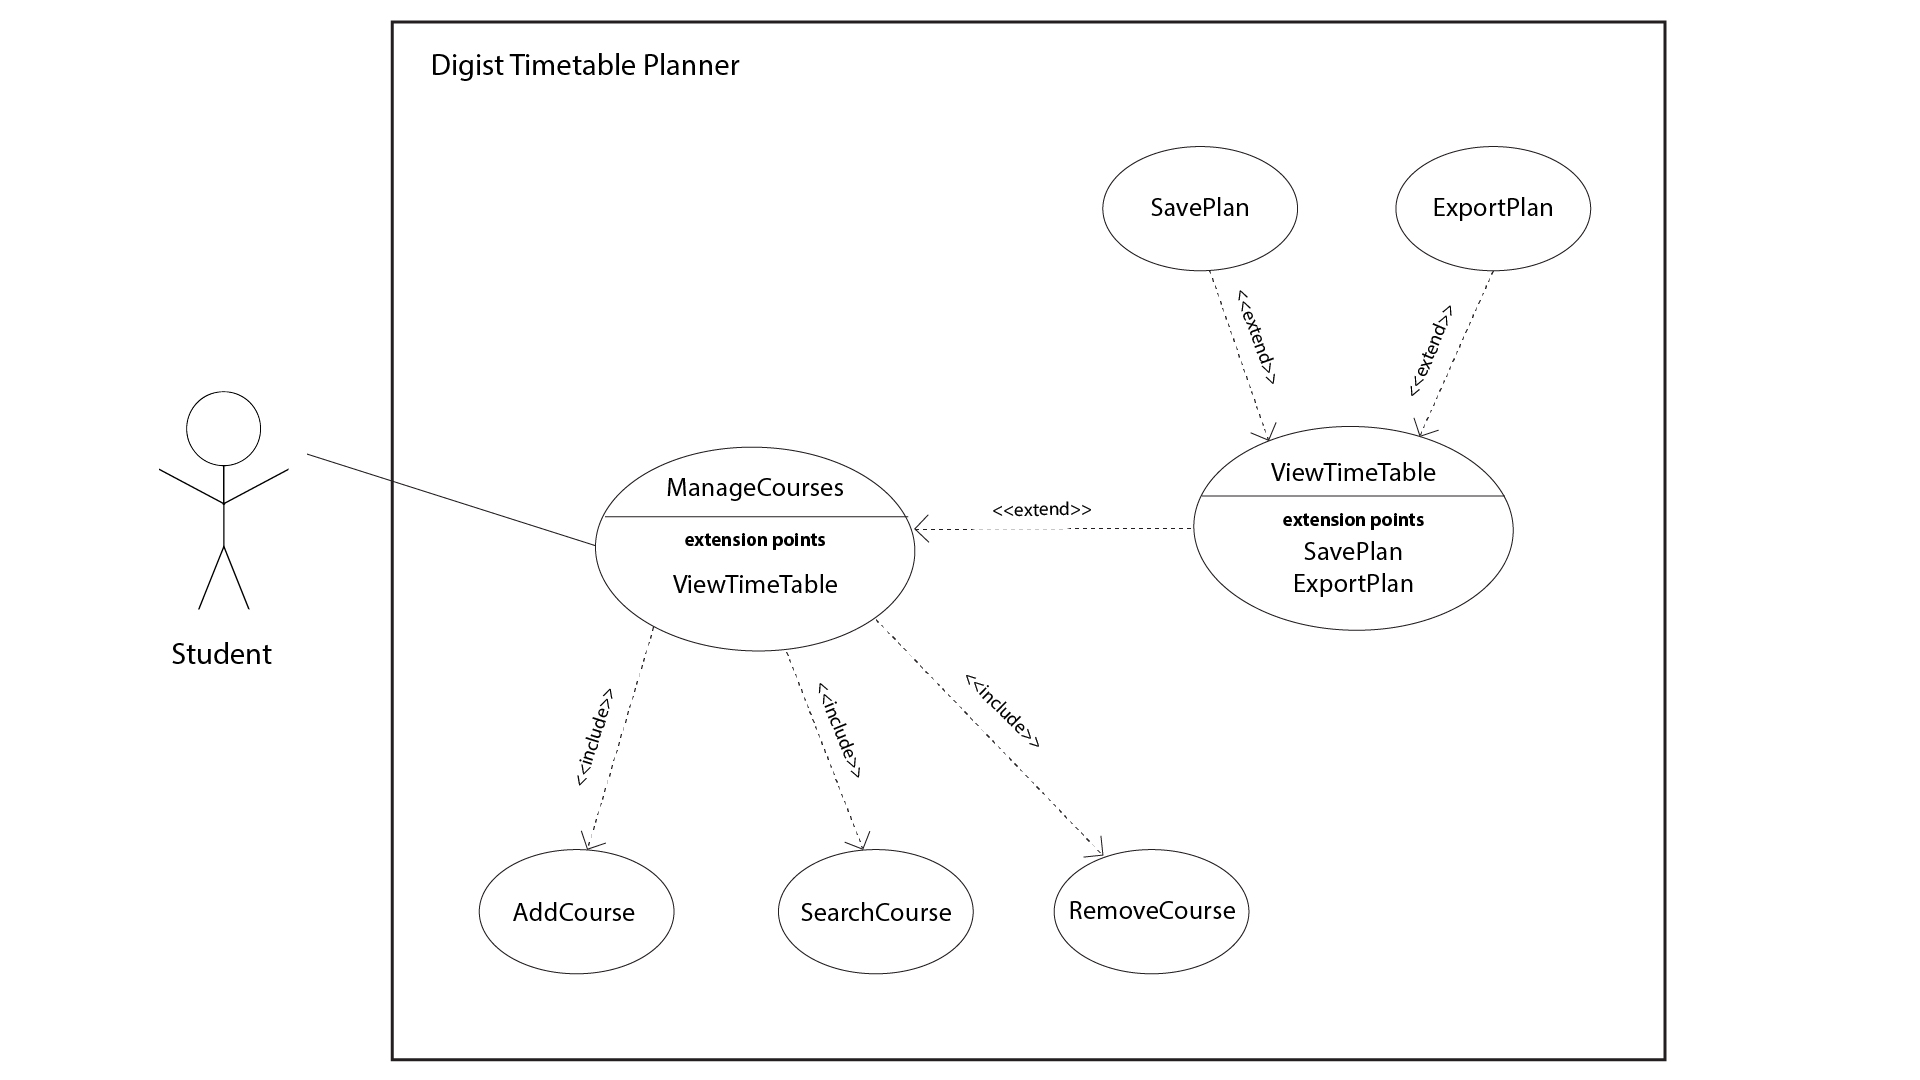 Digist Timetable Planner
SavePlan
ExportPlan
<<extend>>
<<extend>>
ViewTimeTable
extension points
SavePlan
ExportPlan
<<extend>>
ManageCourses
extension points
ViewTimeTable
Student
<<include>>
<<include>>
<<include>>
AddCourse
SearchCourse
RemoveCourse